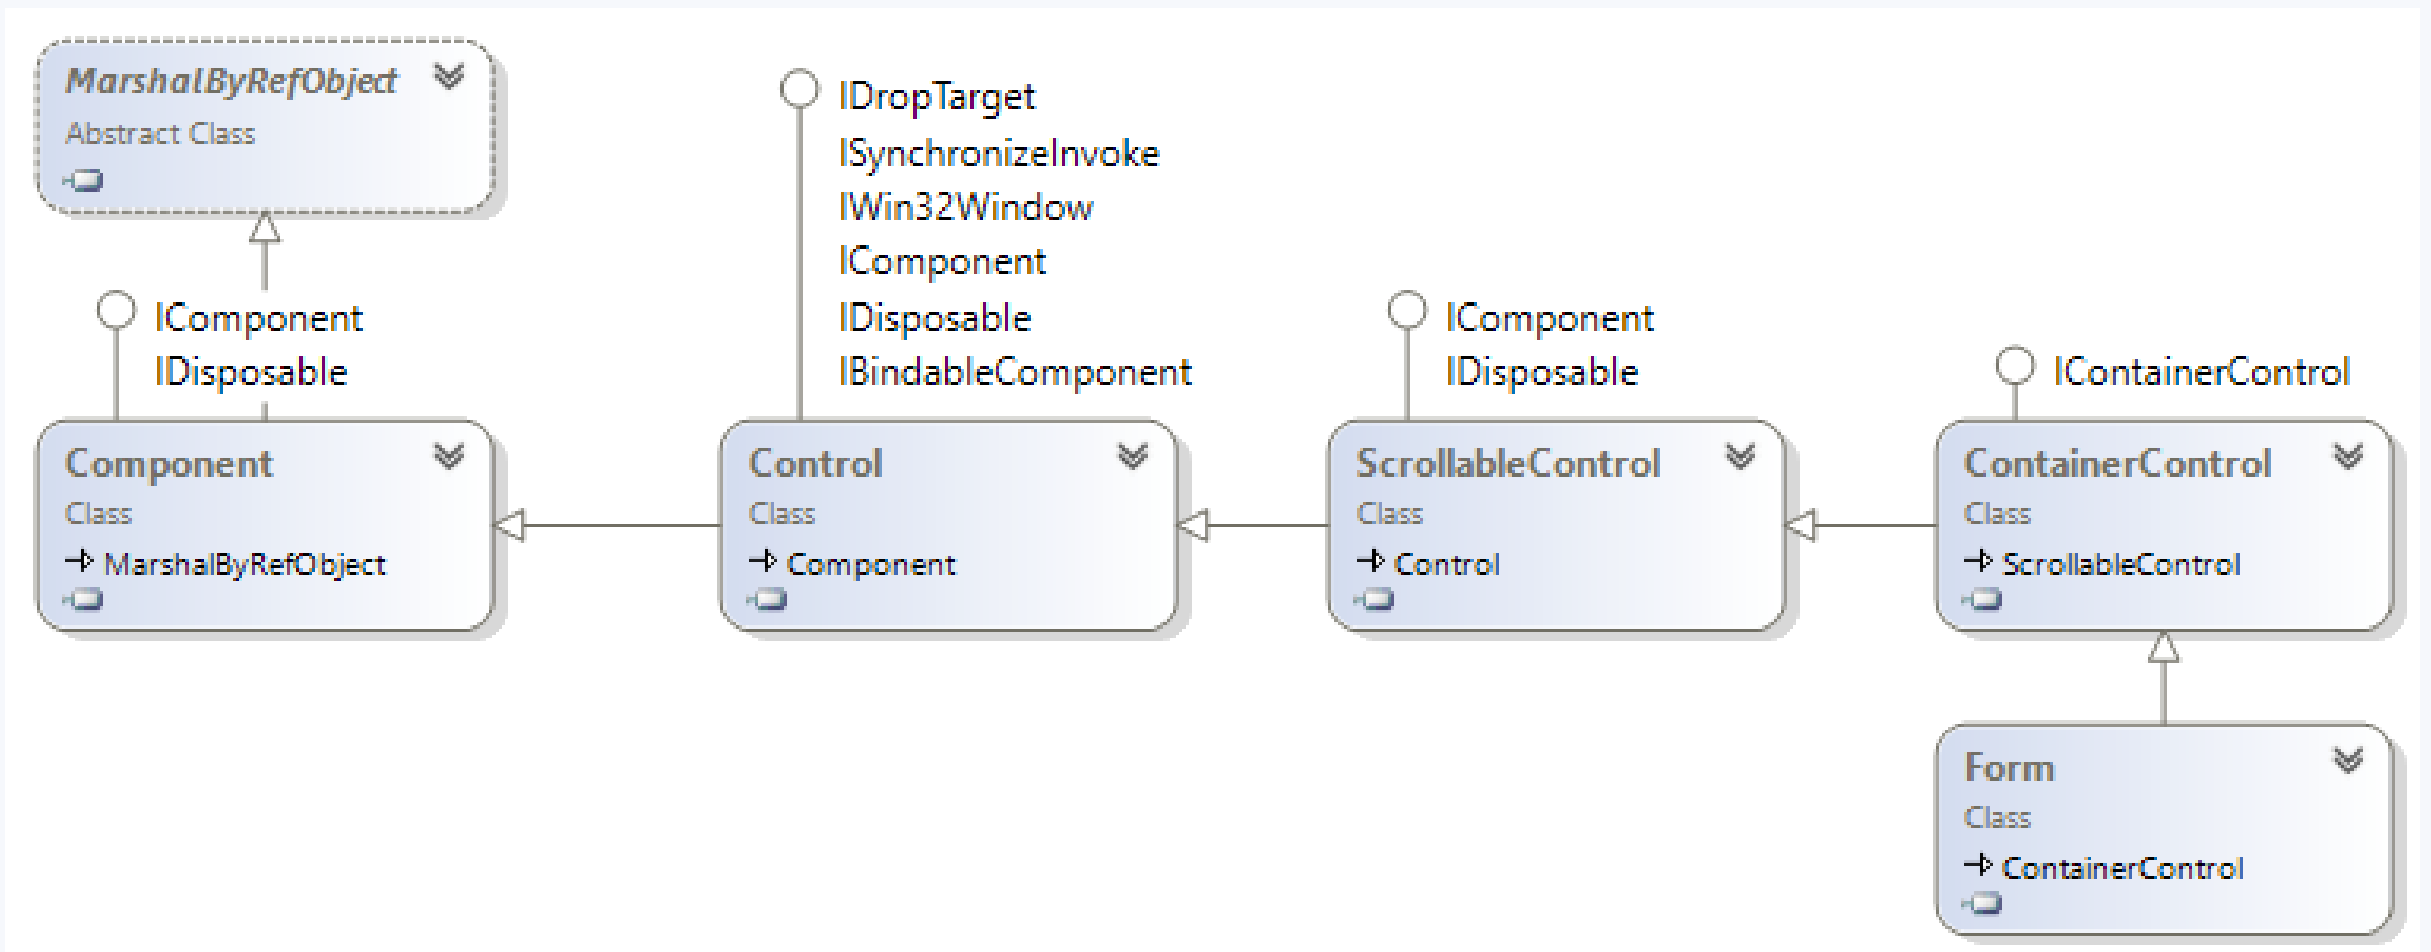 MarshalByRefObject
Abstract Class
IComponent
IDisposable
Component
Class
MarshalByRefObject
IDropTarget
ISynchronizeInvoke
IWin32Window
IComponent
IDisposable
IBindableComponent
Control
Class
Component
IComponent
IDisposable
ScrollableControl
Class
Control
IContainerControl
ContainerControl
Class
ScrollableControl
Form
Class
ContainerControl